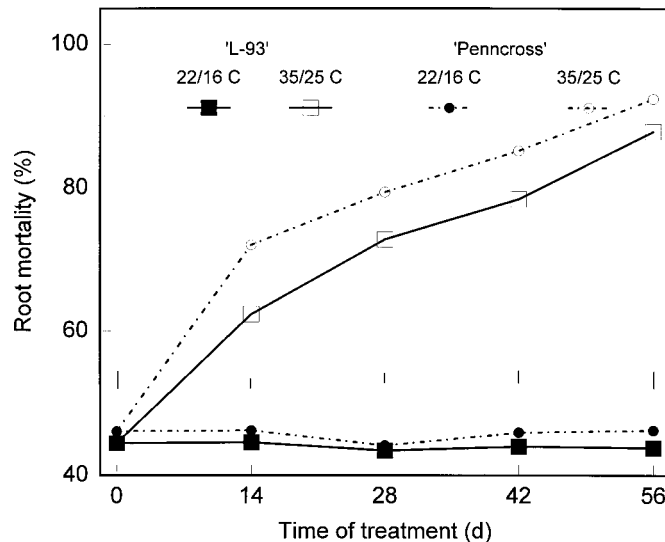 100
80
60
40
Root mortality (%)
'L-93' 'Penncross'
22/16 C 35/25 C 22/16 C 35/25 C
0 14 28 42 56
Time of treatment (d)